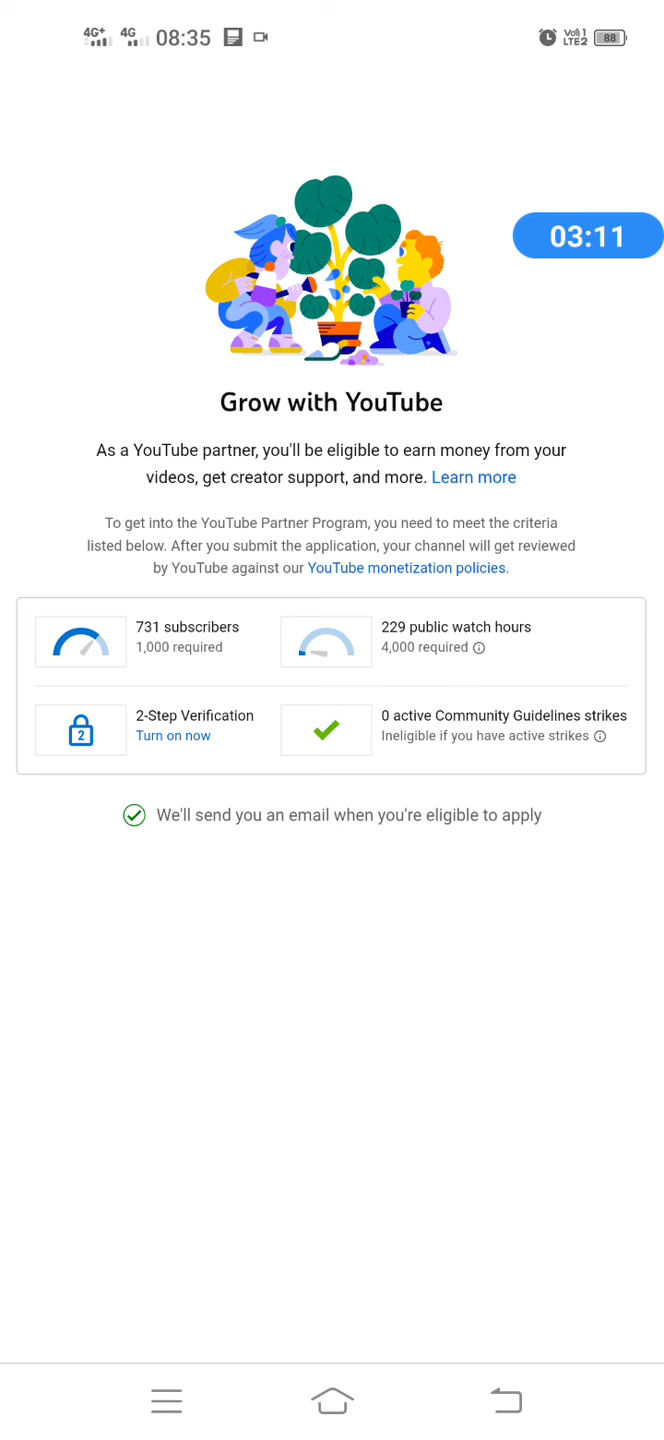 4G+ 4G 08:35 Vo) 1 LTE2 88
03:11
Grow with YouTube
As a YouTube partner, you'll be eligible to earn money from your
videos, get creator support, and more. Learn more
To get into the YouTube Partner Program, you need to meet the criteria
listed below. After you submit the application, your channel will get reviewed
by YouTube against our YouTube monetization policies.
731 subscribers
1,000 required
229 public watch hours
4,000 required
2
2-Step Verification
Turn on now
0 active Community Guidelines strikes
Ineligible if you have active strikes
We'll send you an email when you're eligible to apply